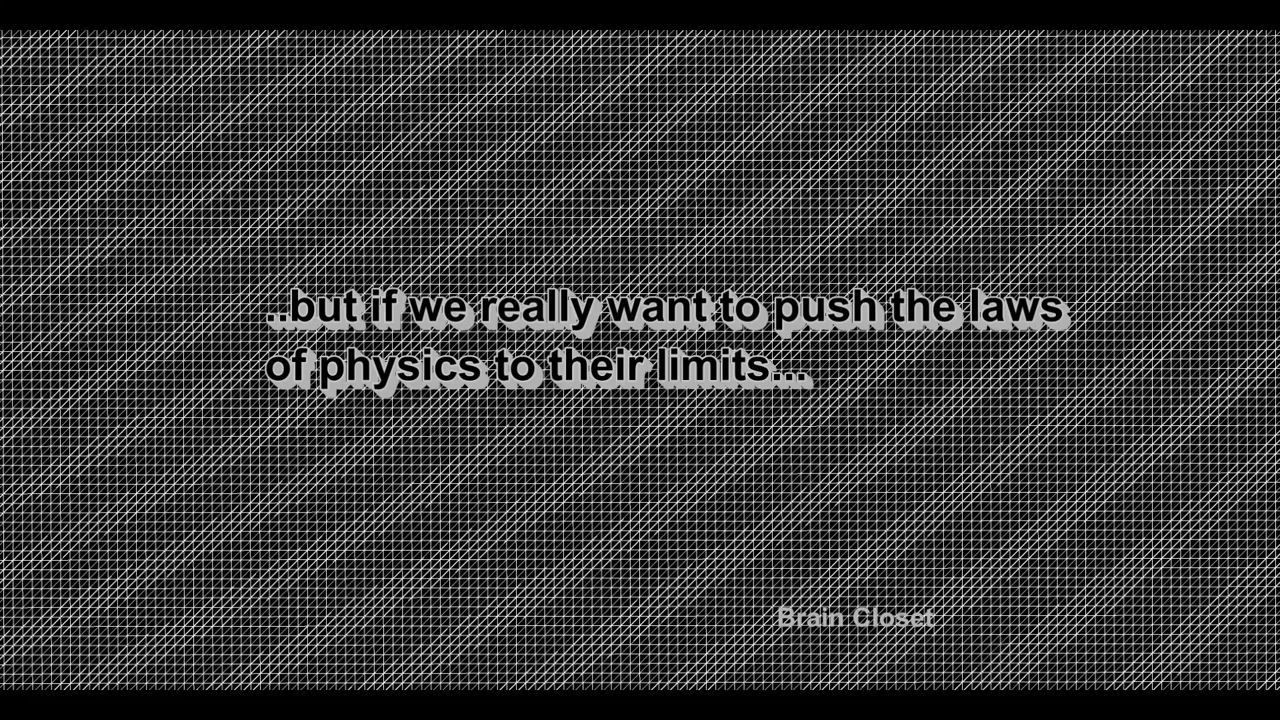 ..but if we really want to push the laws
of physics to their limits...
Brain Closet